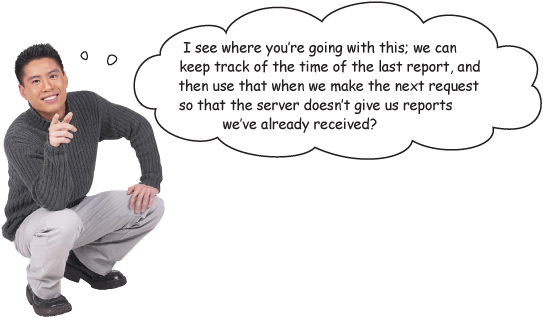 I see where you’re going with this; we can
keep track of the time of the last report, and
then use that when we make the next request
so that the server doesn’t give us reports
we’ve already received?